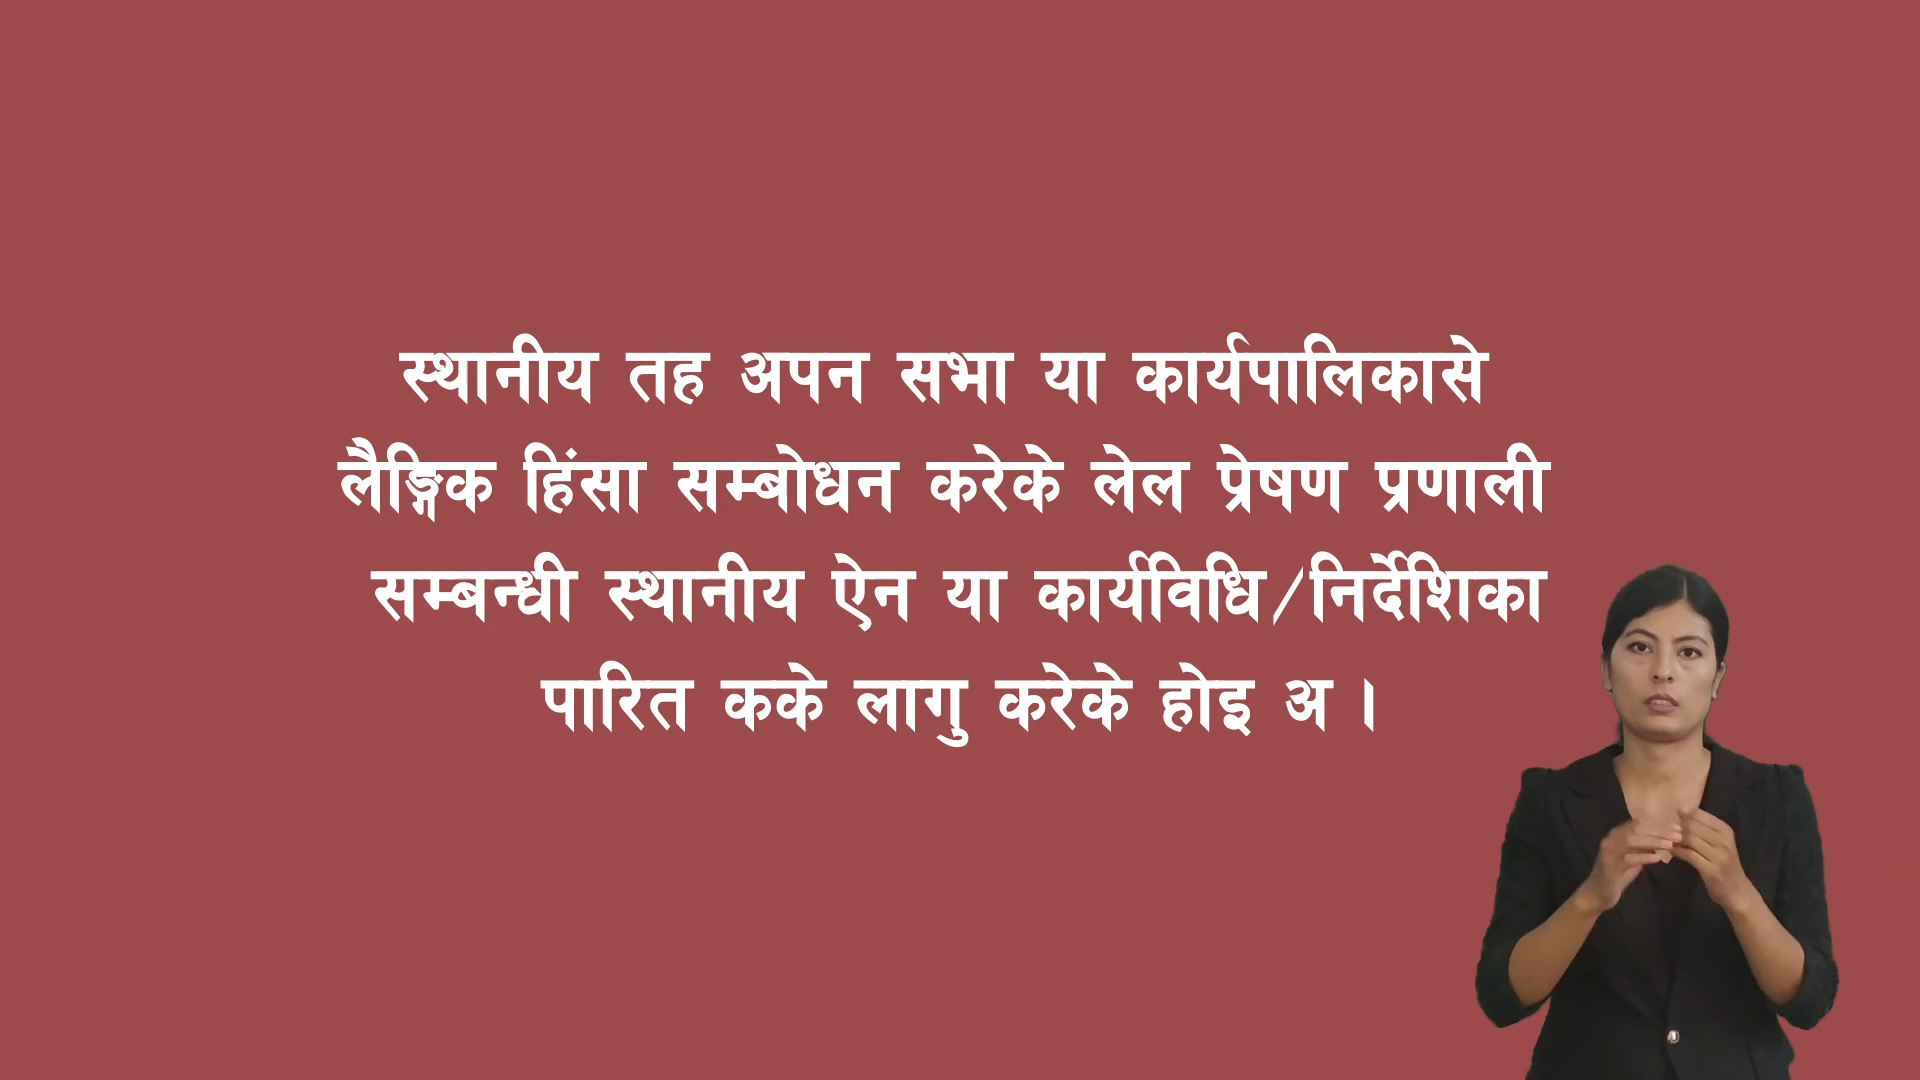 स्थानीय तह अपन सभा या कार्यपालिकासे
लैङ्गिक हिंसा सम्बोधन करेके लेल प्रेषण प्रणाली
सम्बन्धी स्थानीय ऐन या कार्यविधि/निर्देशिका
पारित कके लागु करेके होइ अ ।